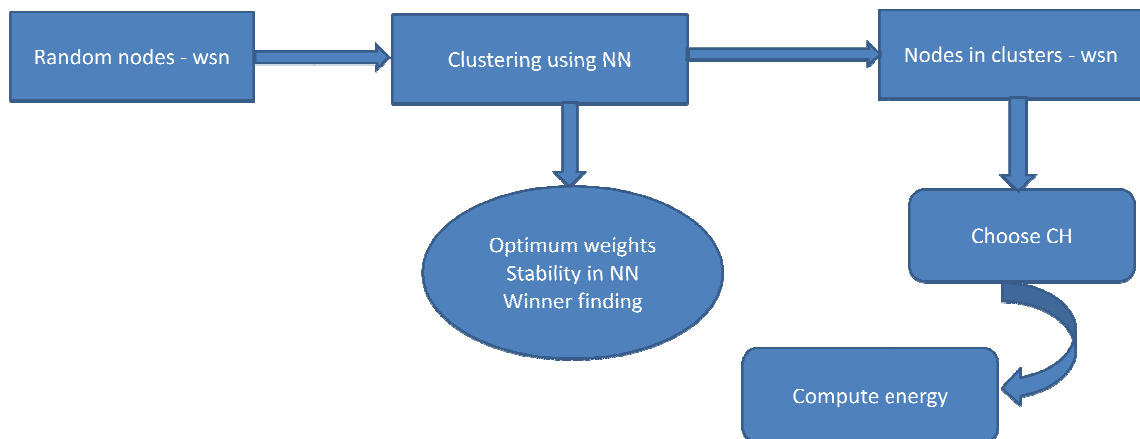 Random nodes - wsn
Clustering using NN
Nodes in clusters - wsn
Optimum weights
Stability in NN
Winner finding
Choose CH
Compute energy